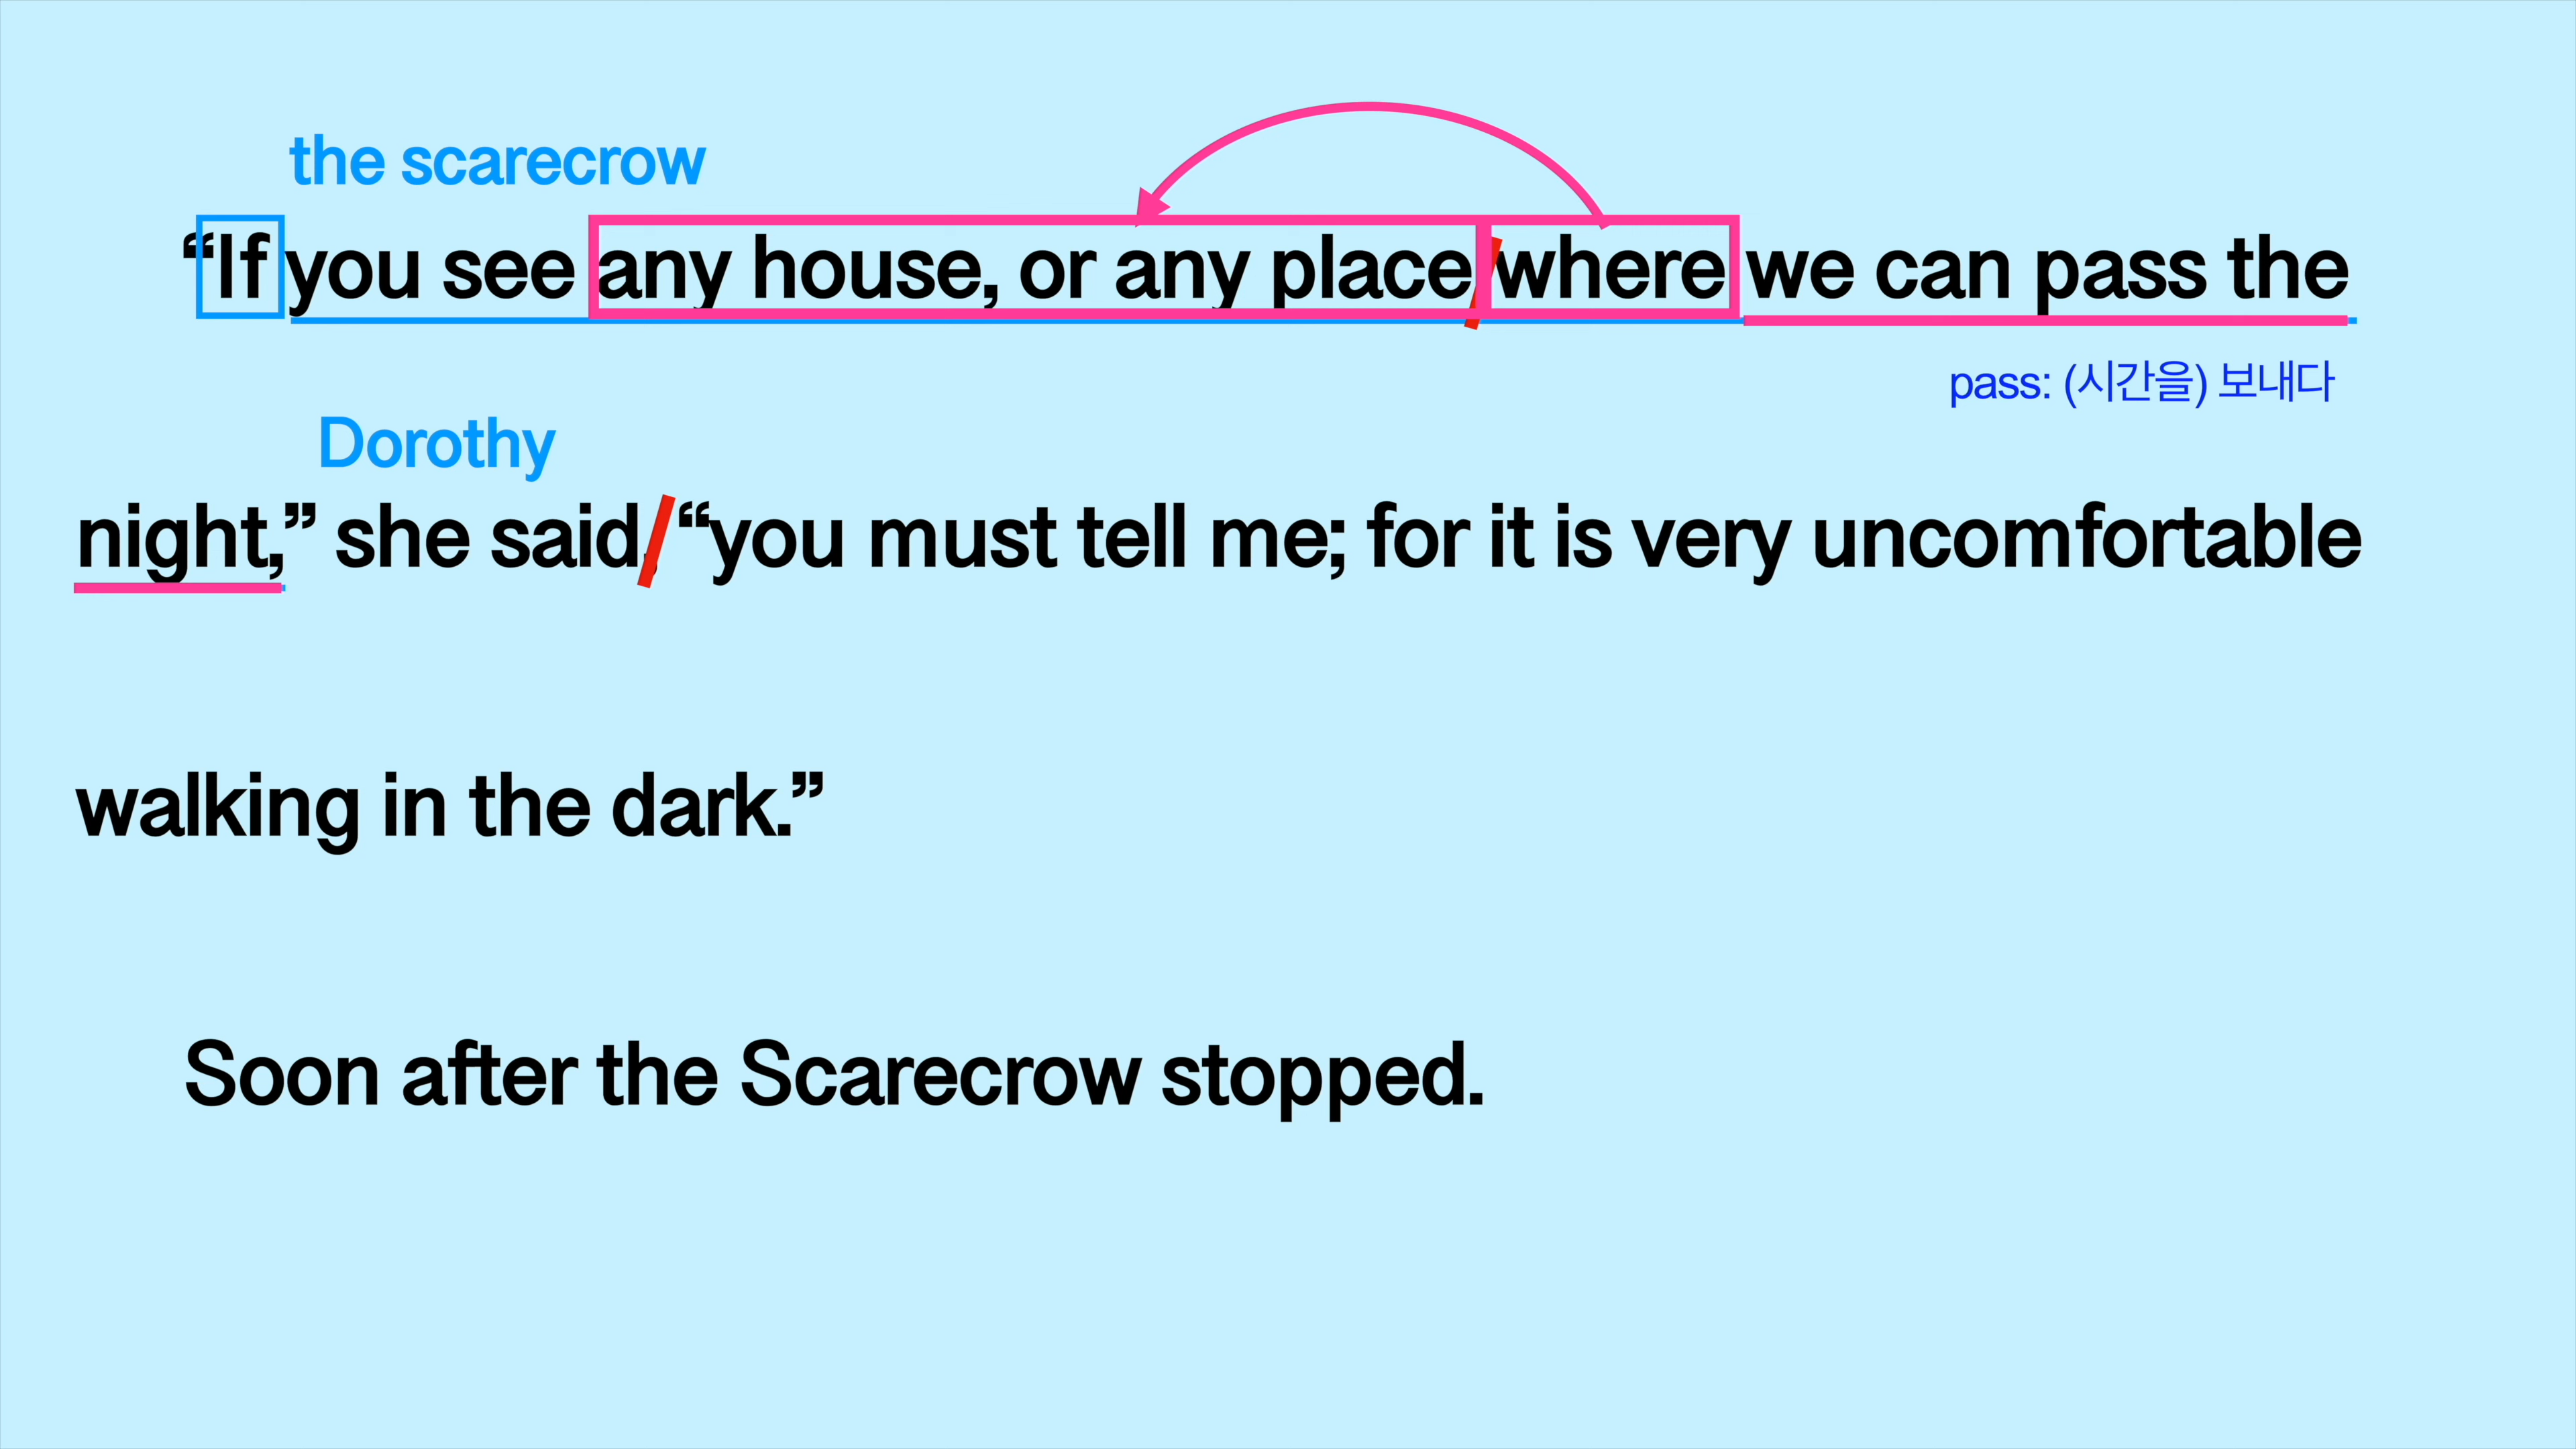 the scarecrow
“If you see any house, or any place where we can pass the
pass: (시간을) 보내다
Dorothy
night,” she said, “you must tell me; for it is very uncomfortable
walking in the dark.”
Soon after the Scarecrow stopped.